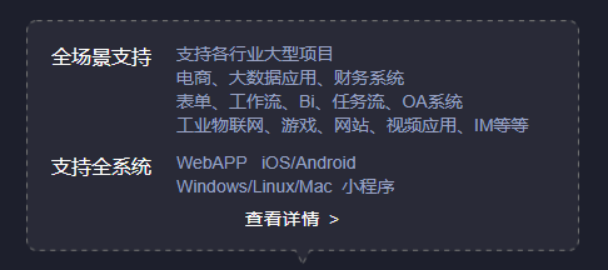 全场景支持 支持各行业大型项目
电商、大数据应用、财务系统
表单、工作流、Bi、任务流、OA系统
工业物联网、游戏、网站、视频应用、IM等等
支持全系统 WebAPP iOS/Android
Windows/Linux/Mac 小程序
查看详情 >